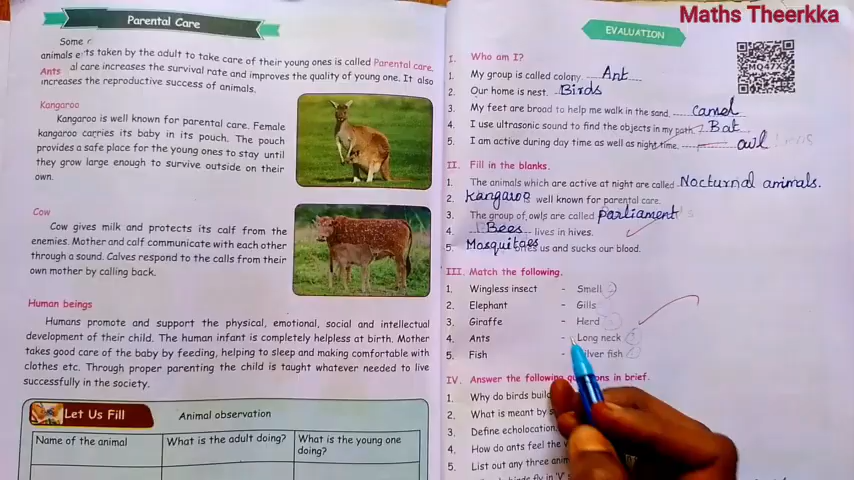 Maths Theerkka
Parental Care
Some
animals
taken by the adult to take care of their young ones is called Parental care.
Ants
al care increases the survival rate and improves the quality of young one. It also
increases the reproductive success of animals.
Kangaroo
Kangaroo is well known for parental care. Female
kangaroo carries its baby in its pouch. The pouch
provides a safe place for the young ones to stay until
they grow large enough to survive outside on their
own.
Cow
Cow gives milk and protects its calf from the
enemies. Mother and calf communicate with each other
through a sound. Calves respond to the calls from their
own mother by calling back.
Human beings
Humans promote and support the physical, emotional, social and intellectual
development of their child. The human infant is completely helpless at birth. Mother
takes good care of the baby by feeding, helping to sleep and making comfortable with
clothes etc. Through proper parenting the child is taught whatever needed to live
successfully in the society.
Let Us Fill
Animal observation
Name of the animal What is the adult doing? What is the young one
doing?
EVALUATION
MQ47X5
I. Who am I?
1. My group is called colony. Ant
2. Our home is nest. Birds
3. My feet are broad to help me walk in the sand. camel
4. I use ultrasonic sound to find the objects in my path. Bat
5. I am active during day time as well as night time. owl
II. Fill in the blanks.
1. The animals which are active at night are called Nocturnal animals.
2. Kangaroo well known for parental care.
3. The group of owls are called parliament
4. Bees lives in hives.
5. Mosquitoes us and sucks our blood.
III. Match the following.
1. Wingless insect - Smell
2. Elephant - Gills
3. Giraffe - Herd
4. Ants - Long neck
5. Fish - ilver fish
IV. Answer the following questions in brief.
1. Why do birds build
2. What is meant by
3. Define echolocation
4. How do ants feel the
5. List out any three